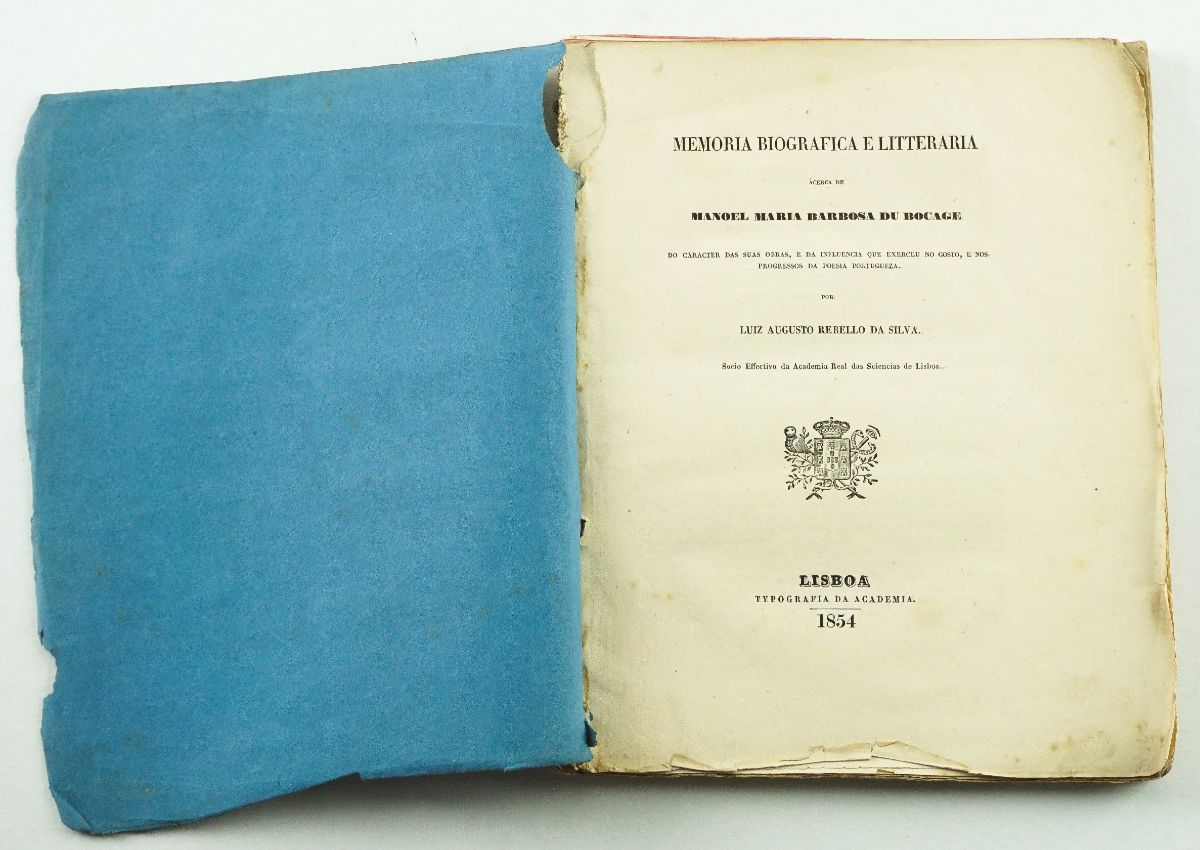 MEMORIA BIOGRAFICA E LITTERARIA
ÁCERCA DE
MANOEL MARIA BARBOSA DU BOCAGE
DO CARACTER DAS SUAS OBRAS, E DA INFLUENCIA QUE EXERCEU NO GOSTO, E NOS
PROGRESSOS DA POESIA PORTUGUEZA.
POR
LUIZ AUGUSTO REBELLO DA SILVA.
Socio Effectivo da Academia Real das Sciencias de Lisboa.
LISBOA
TYPOGRAFIA DA ACADEMIA.
1854